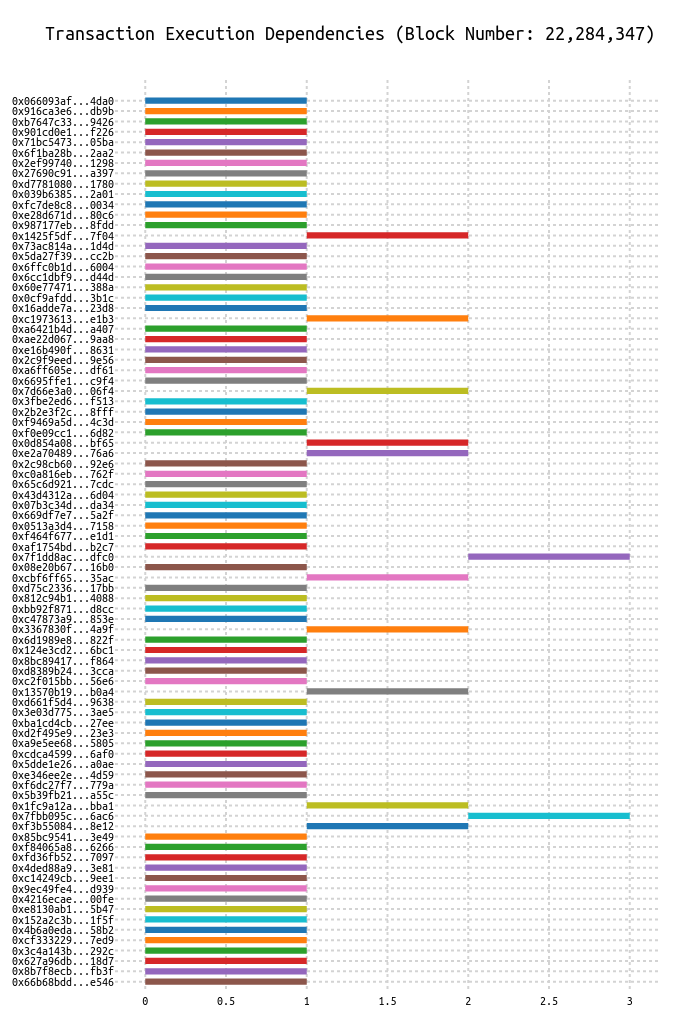 Transaction Execution Dependencies (Block Number: 22,284,347)
0x066093af...4da0
0x916ca3e6...db9b
0xb7647c33...9426
0x901cd0e1...f226
0x71bc5473...05ba
0x6f1ba28b...2aa2
0x2ef99740...1298
0x27690c91...a397
0xd7781080...1780
0x039b6385...2a01
0xfc7de8c8...0034
0xe28d671d...80c6
0x987177eb...8fdd
0x1425f5df...7f04
0x73ac814a...1d4d
0x5da27f39...cc2b
0x6ffc0b1d...6004
0x6cc1dbf9...d44d
0x60e77471...388a
0x0cf9afdd...3b1c
0x16adde7a...23d8
0xc1973613...e1b3
0xa6421b4d...a407
0xae22d067...9aa8
0xe16b490f...8631
0x2c9f9eed...9e56
0xa6ff605e...df61
0x6695ffe1...c9f4
0x7d66e3a0...06f4
0x3fbe2ed6...f513
0x2b2e3f2c...8fff
0xf9469a5d...4c3d
0xf0e09cc1...6d82
0x0d854a08...bf65
0xe2a70489...76a6
0x2c98cb60...92e6
0xc0a816eb...762f
0x65c6d921...7cdc
0x43d4312a...6d04
0x07b3c34d...da34
0x669df7e7...5a2f
0x0513a3d4...7158
0xf464f677...e1d1
0xaf1754bd...b2c7
0x7f1dd8ac...dfc0
0x08e20b67...16b0
0xcbf6ff65...35ac
0xd75c2336...17bb
0x812c94b1...4088
0xbb92f871...d8cc
0xc47873a9...853e
0x3367830f...4a9f
0x6d1989e8...822f
0x124e3cd2...6bc1
0x8bc89417...f864
0xd8389b24...3cca
0xc2f015bb...56e6
0x13570b19...b0a4
0xd661f5d4...9638
0x3e03d775...3ae5
0xba1cd4cb...27ee
0xd2f495e9...23e3
0xa9e5ee68...5805
0xcdca4599...6af0
0x5dde1e26...a0ae
0xe346ee2e...4d59
0xf6dc27f7...779a
0x5b39fb21...a55c
0x1fc9a12a...bba1
0x7fbb095c...6ac6
0xf3b55084...8e12
0x85bc9541...3e49
0xf84065a8...6266
0xfd36fb52...7097
0x4ded88a9...3e81
0xc14249cb...9ee1
0x9ec49fe4...d939
0x4216ecae...00fe
0xe8130ab1...5b47
0x152a2c3b...1f5f
0x4b6a0eda...58b2
0xcf333229...7ed9
0x3c4a143b...292c
0x627a96db...18d7
0x8b7f8ecb...fb3f
0x66b68bdd...e546
0 0.5 1 1.5 2 2.5 3